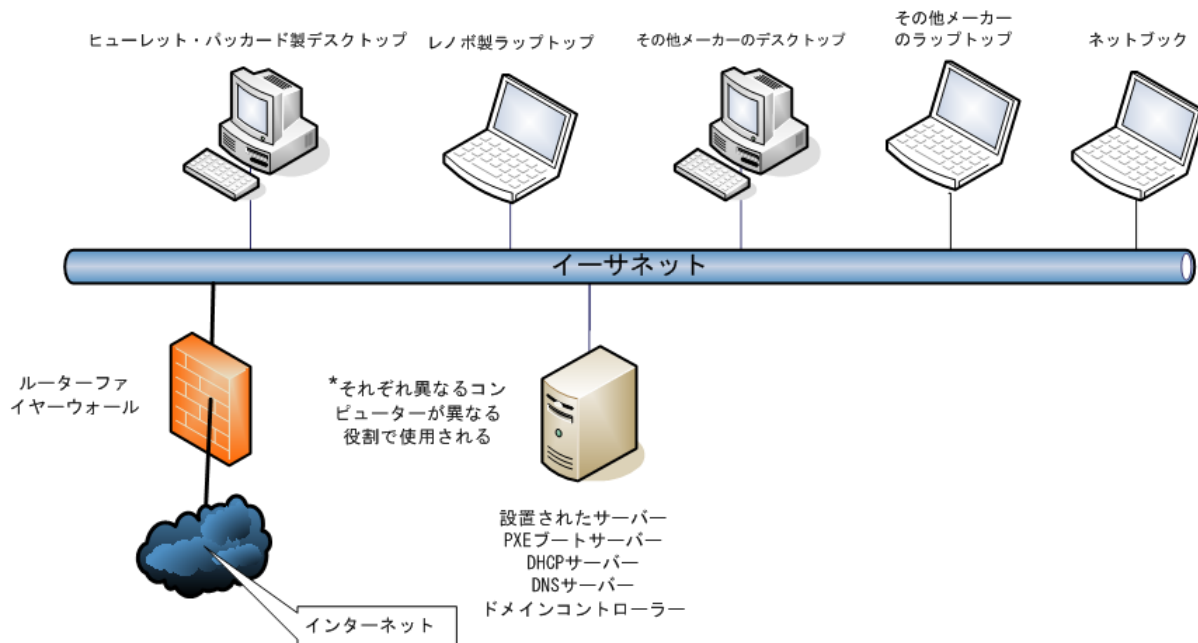 ヒューレット・パッカード製デスクトップ
レノボ製ラップトップ
その他メーカーのデスクトップ
その他メーカー
のラップトップ
ネットブック
イーサネット
ルーターファ
イヤーウォール
*それぞれ異なるコン
ピューターが異なる
役割で使用される
設置されたサーバー
PXEブートサーバー
DHCPサーバー
DNSサーバー
ドメインコントローラー
インターネット